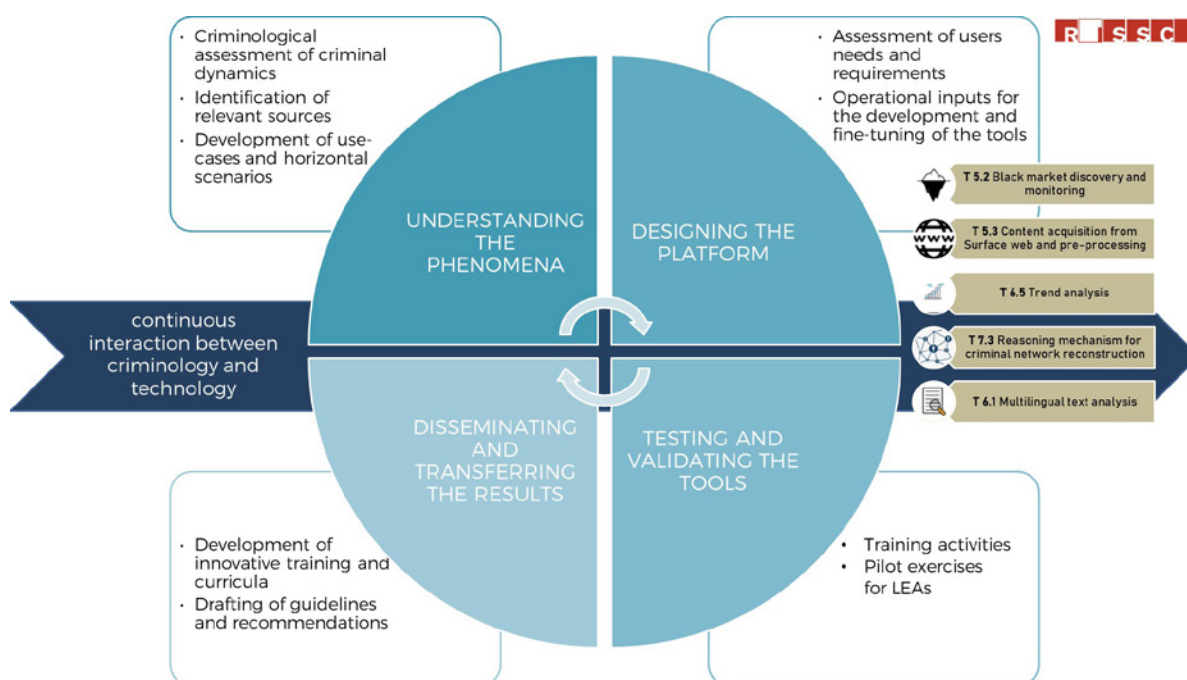 • Criminological
assessment of criminal
dynamics
• Identification of
relevant sources
• Development of use-
cases and horizontal
scenarios
• Assessment of users
needs and
requirements
• Operational inputs for
the development and
fine-tuning of the tools
RISSC
UNDERSTANDING
THE
PHENOMENA
DESIGNING THE
PLATFORM
T 5.2 Black market discovery and
monitoring
WWW
T 5.3 Content acquisition from
Surface web and pre-processing
T 6.5 Trend analysis
T 7.3 Reasoning mechanism for
criminal network reconstruction
T 6.1 Multilingual text analysis
continuous
interaction between
criminology and
technology
DISSEMINATING
AND
TRANSFERRING
THE RESULTS
TESTING AND
VALIDATING THE
TOOLS
• Development of
innovative training and
curricula
• Drafting of guidelines
and recommendations
• Training activities
• Pilot exercises
for LEAs